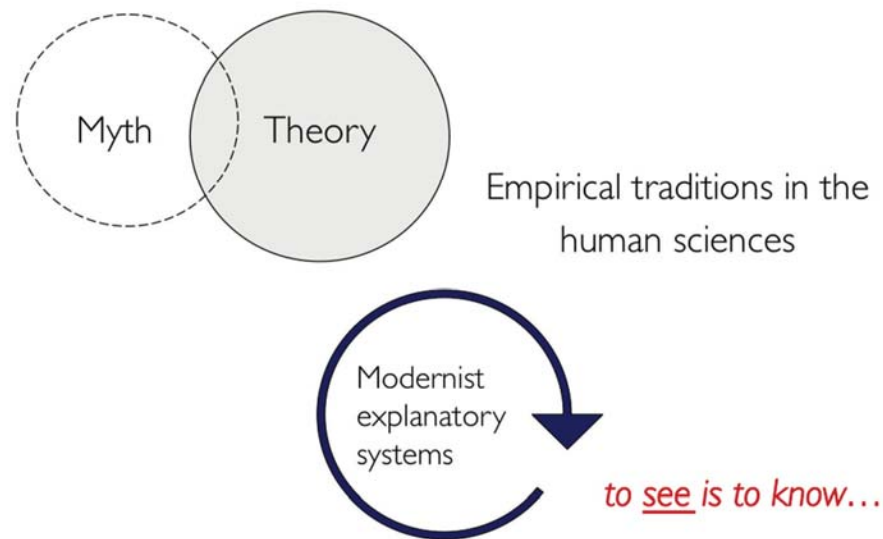 Myth
Theory
Empirical traditions in the
human sciences
Modernist
explanatory
systems
to see is to know…